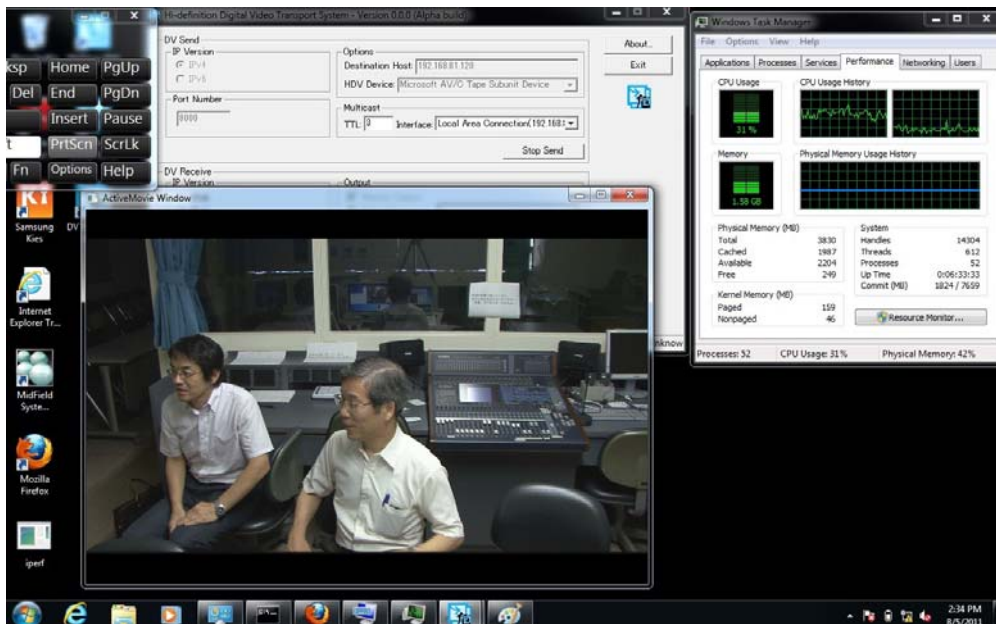 Hi-definition Digital Video Transport System - Version 0.0.0 (Alpha build)
DV Send
IP Version
IPv4
IPv6
Port Number
8000
Options
Destination Host: 192.168.81.128
HDV Device: Microsoft AV/C Tape Subunit Device
Multicast
TTL:
Interface: Local Area Connection(192.168:
Stop Send
About...
Exit
DV Receive
IP Version
Output
ksp Home PgUp
Del End PgDn
Insert Pause
PrtScn ScrLk
Fn Options Help
Windows Task Manager
File Options View Help
Applications Processes Services Performance Networking Users
CPU Usage
31 %
CPU Usage History
Memory
1.58 GB
Physical Memory Usage History
Physical Memory (MB)
Total 3830
Cached 1987
Available 2204
Free 249
Kernel Memory (MB)
Paged 159
Nonpaged 46
System
Handles 14304
Threads 612
Processes 52
Up Time 0:06:33:33
Commit (MB) 1824 / 7659
Resource Monitor...
Processes: 52 CPU Usage: 31% Physical Memory: 42%
ActiveMovie Window
Samsung
Kies
DV
Internet
Explorer Tr...
MidField
Syste...
Mozilla
Firefox
iperf
2:34 PM
8/5/2011